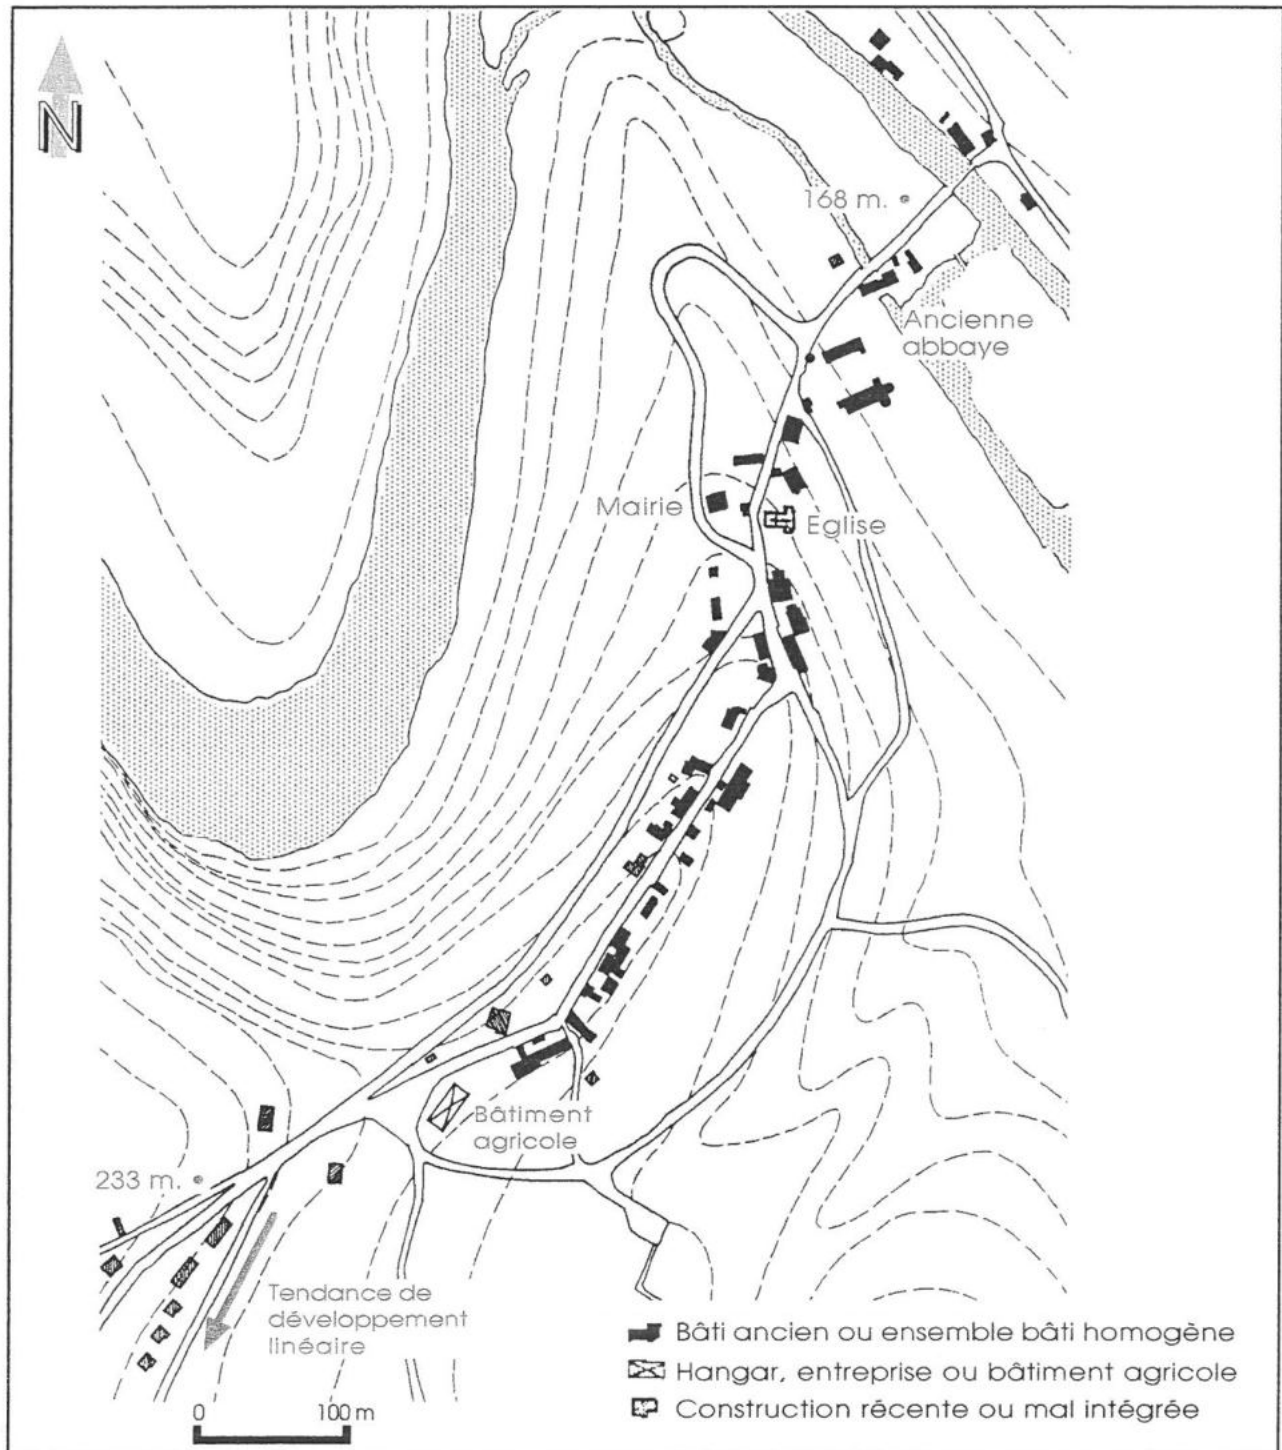 N
168 m.
Ancienne
abbaye
Mairie
Eglise
Bâtiment
agricole
233 m.
Tendance de
développement
linéaire
Bâti ancien ou ensemble bâti homogène
Hangar, entreprise ou bâtiment agricole
Construction récente ou mal intégrée
0 100 m